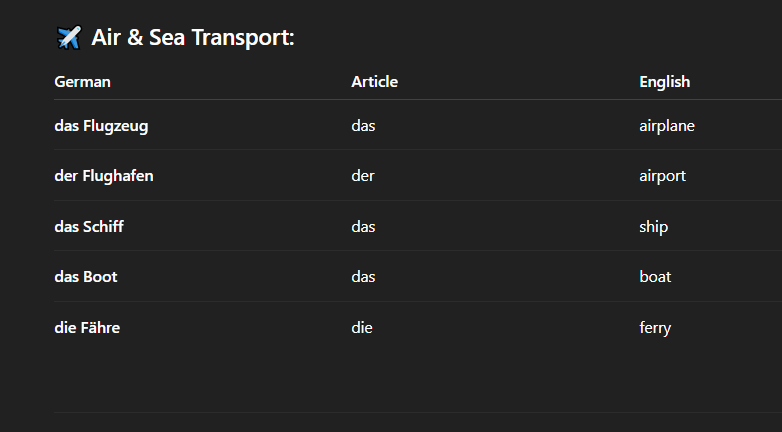 ✈️ Air & Sea Transport:
German Article English
das Flugzeug das airplane
der Flughafen der airport
das Schiff das ship
das Boot das boat
die Fähre die ferry